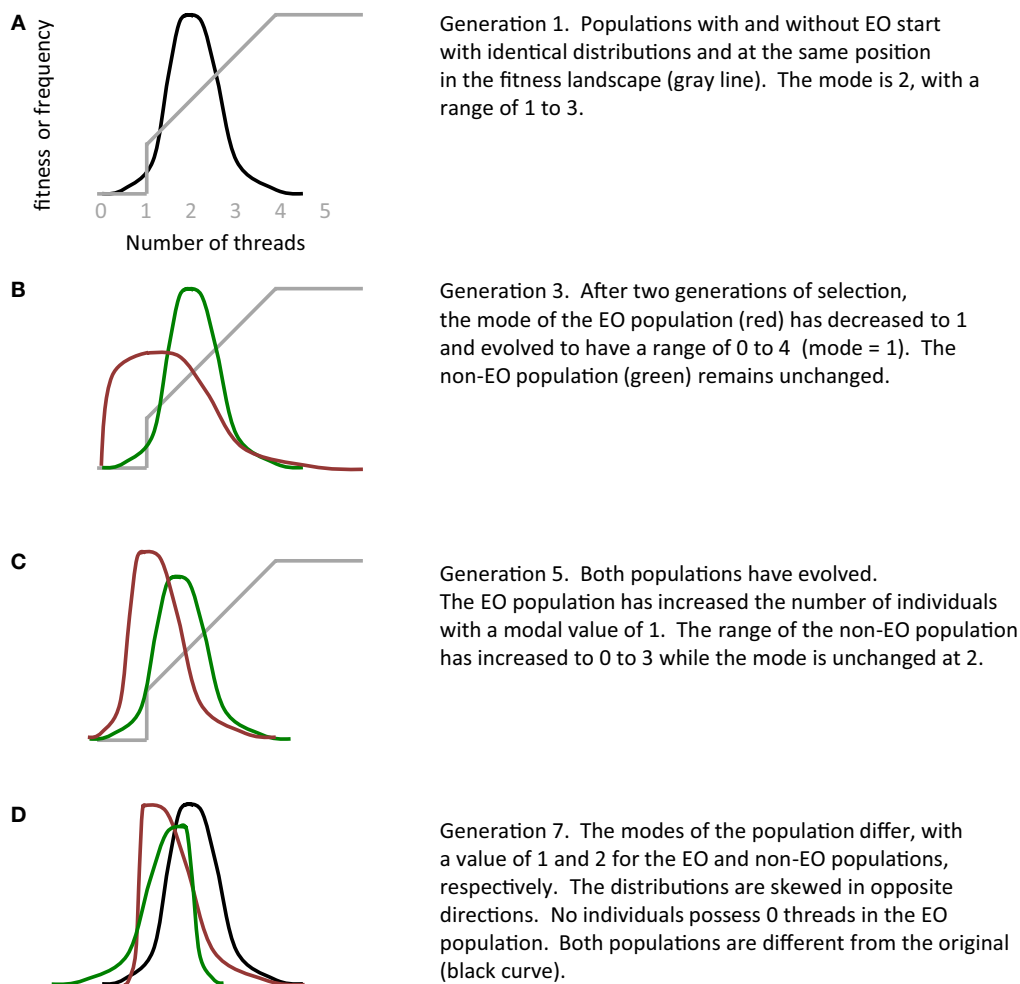 A
fitness or frequency
0 1 2 3 4 5
Number of threads
Generation 1. Populations with and without EO start
with identical distributions and at the same position
in the fitness landscape (gray line). The mode is 2, with a
range of 1 to 3.
B
Generation 3. After two generations of selection,
the mode of the EO population (red) has decreased to 1
and evolved to have a range of 0 to 4 (mode = 1). The
non-EO population (green) remains unchanged.
C
Generation 5. Both populations have evolved.
The EO population has increased the number of individuals
with a modal value of 1. The range of the non-EO population
has increased to 0 to 3 while the mode is unchanged at 2.
D
Generation 7. The modes of the population differ, with
a value of 1 and 2 for the EO and non-EO populations,
respectively. The distributions are skewed in opposite
directions. No individuals possess 0 threads in the EO
population. Both populations are different from the original
(black curve).